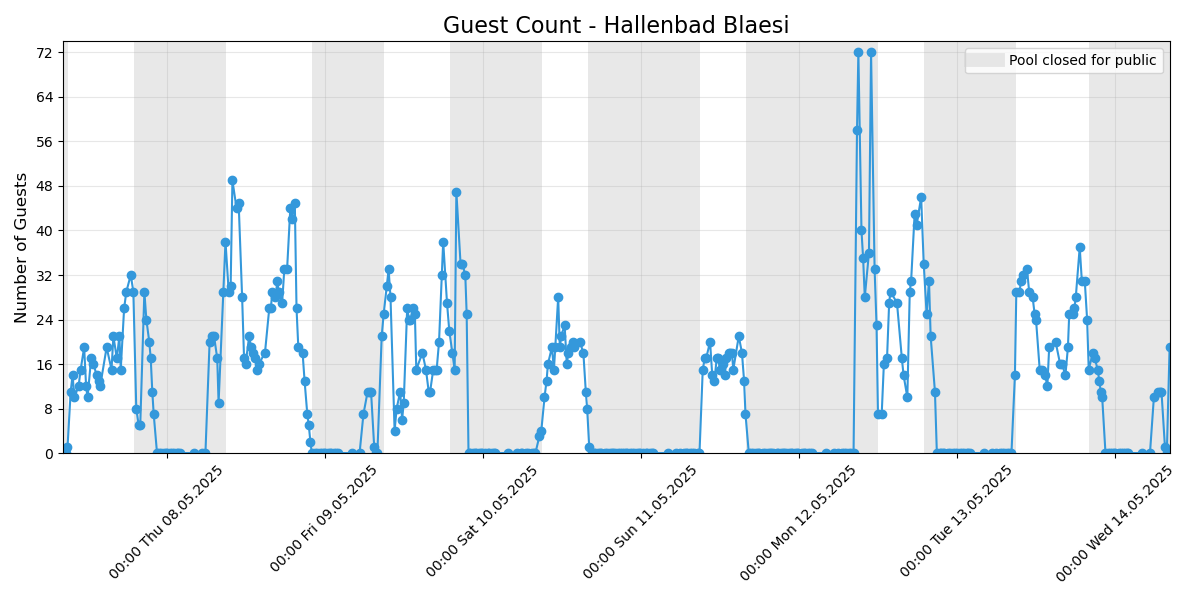 Guest Count - Hallenbad Blaesi
Pool closed for public
Number of Guests
72
64
56
48
40
32
24
16
8
0
00:00 Thu 08.05.2025
00:00 Fri 09.05.2025
00:00 Sat 10.05.2025
00:00 Sun 11.05.2025
00:00 Mon 12.05.2025
00:00 Tue 13.05.2025
00:00 Wed 14.05.2025